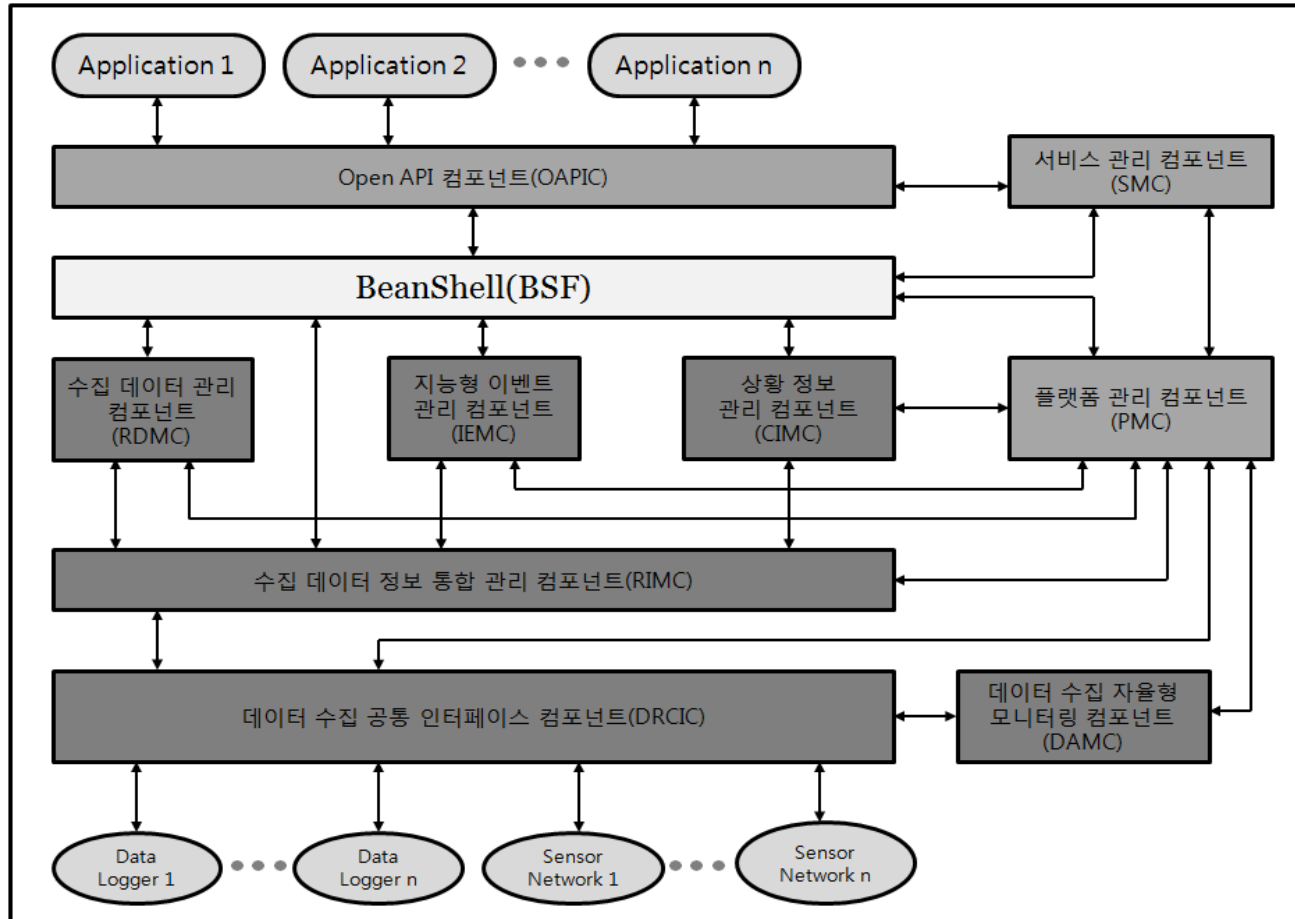 Application 1
Application 2
Application n
Open API 컴포넌트(OAPIC)
서비스 관리 컴포넌트
(SMC)
BeanShell(BSF)
수집 데이터 관리
컴포넌트
(RDMC)
지능형 이벤트
관리 컴포넌트
(IEMC)
상황 정보
관리 컴포넌트
(CIMC)
플랫폼 관리 컴포넌트
(PMC)
수집 데이터 정보 통합 관리 컴포넌트(RIMC)
데이터 수집 공통 인터페이스 컴포넌트(DRCIC)
데이터 수집 자율형
모니터링 컴포넌트
(DAMC)
Data
Logger 1
Data
Logger n
Sensor
Network 1
Sensor
Network n